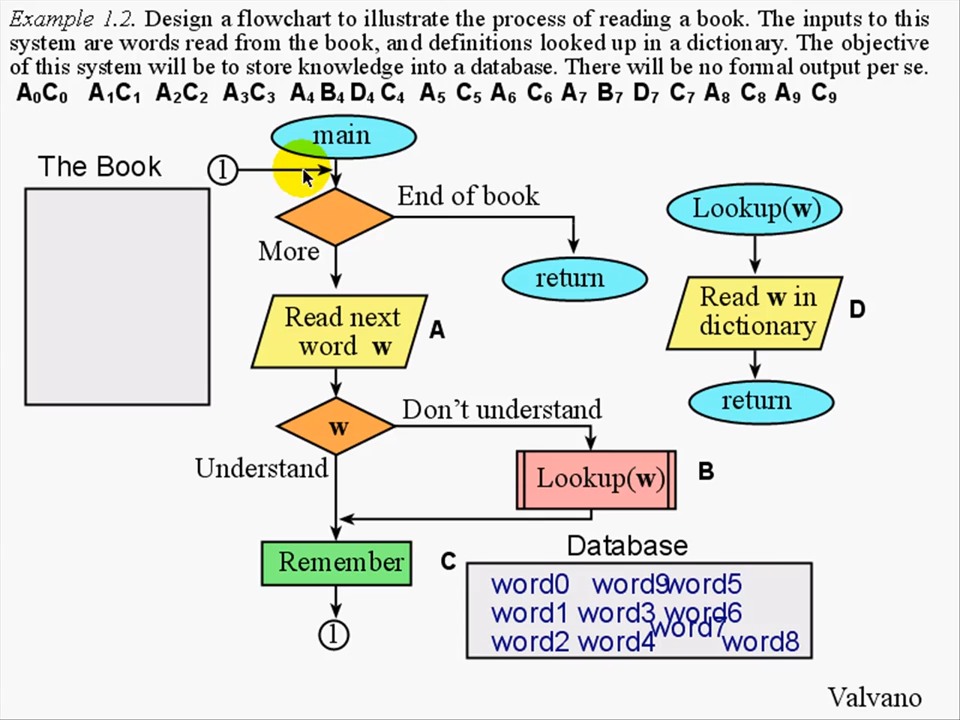 Example 1.2. Design a flowchart to illustrate the process of reading a book. The inputs to this
system are words read from the book, and definitions looked up in a dictionary. The objective
of this system will be to store knowledge into a database. There will be no formal output per se.
A₀C₀ A₁C₁ A₂C₂ A₃C₃ A₄ B₄ D₄ C₄ A₅ C₅ A₆ C₆ A₇ B₇ D₇ C₇ A₈ C₈ A₉ C₉
main
The Book
1
End of book
More
return
Lookup(w)
Read w in
dictionary
D
return
Read next
word w
A
w
Don't understand
Understand
Lookup(w)
B
Remember
C
1
Database
word0 word9 word5
word1 word3 word6
word7
word2 word4 word8
Valvano